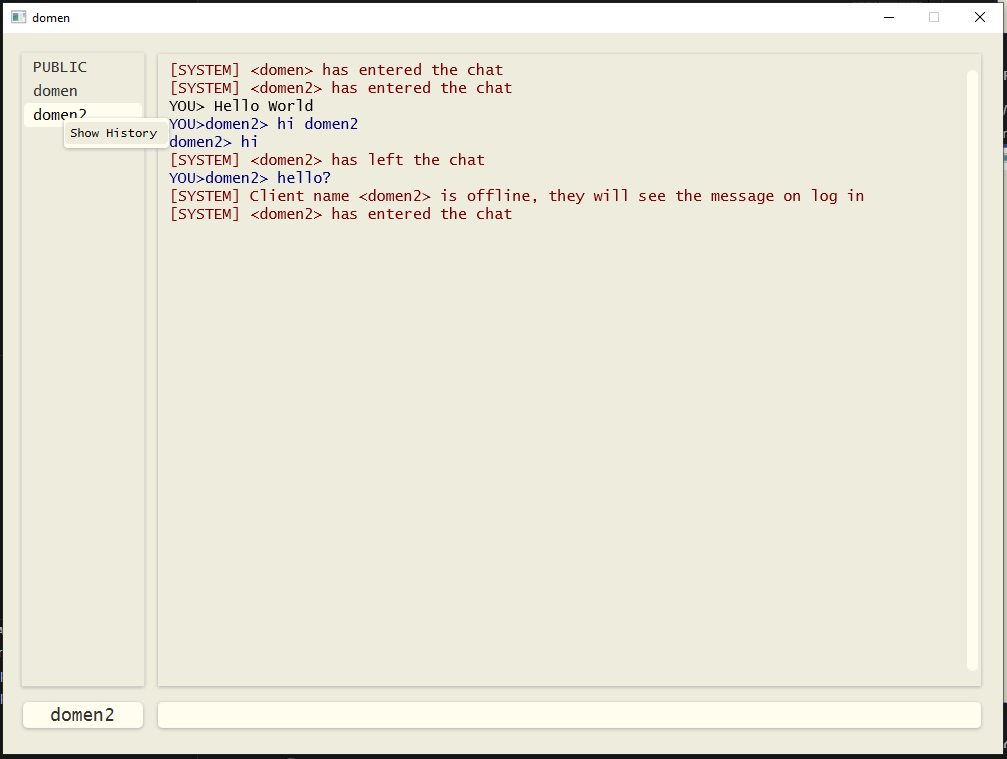 domen
PUBLIC
domen
domen2
Show History
[SYSTEM] <domen> has entered the chat
[SYSTEM] <domen2> has entered the chat
YOU> Hello World
YOU>domen2> hi domen2
domen2> hi
[SYSTEM] <domen2> has left the chat
YOU>domen2> hello?
[SYSTEM] Client name <domen2> is offline, they will see the message on log in
[SYSTEM] <domen2> has entered the chat
domen2